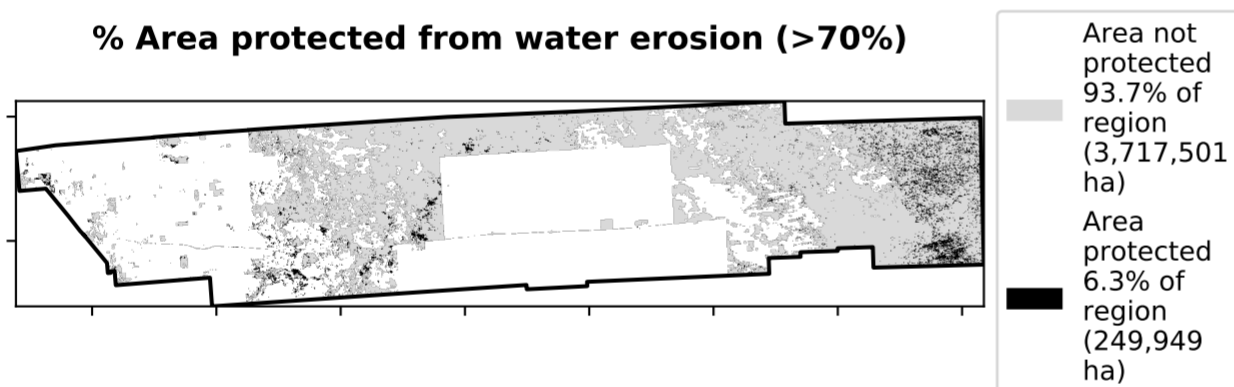 % Area protected from water erosion (>70%)
Area not
protected
93.7% of
region
(3,717,501
ha)
Area
protected
6.3% of
region
(249,949
ha)